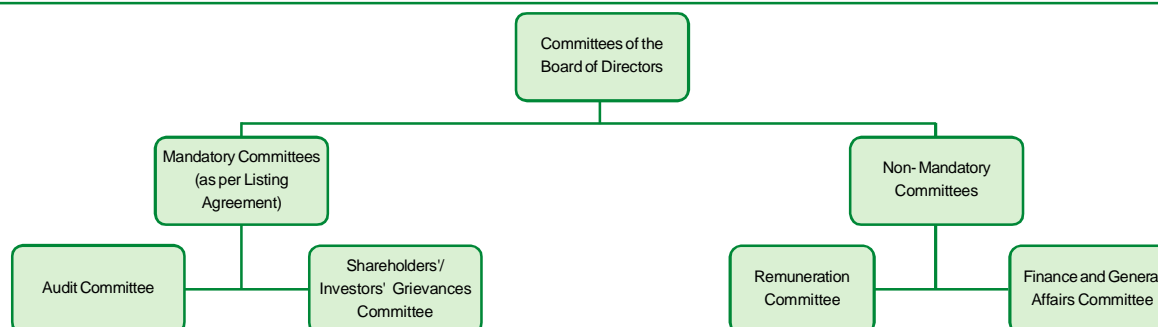 Committees of the
Board of Directors
Mandatory Committees
(as per Listing
Agreement)
Non- Mandatory
Committees
Audit Committee
Shareholders'/
Investors' Grievances
Committee
Remuneration
Committee
Finance and Genera
Affairs Committee